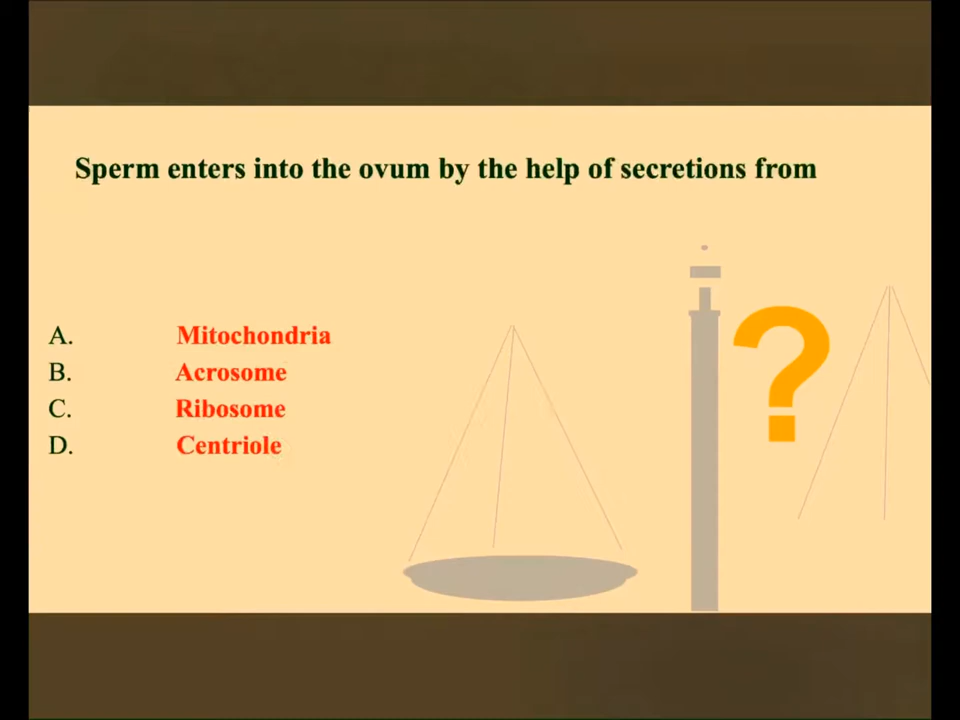 Sperm enters into the ovum by the help of secretions from
A. Mitochondria
B. Acrosome
C. Ribosome
D. Centriole
?